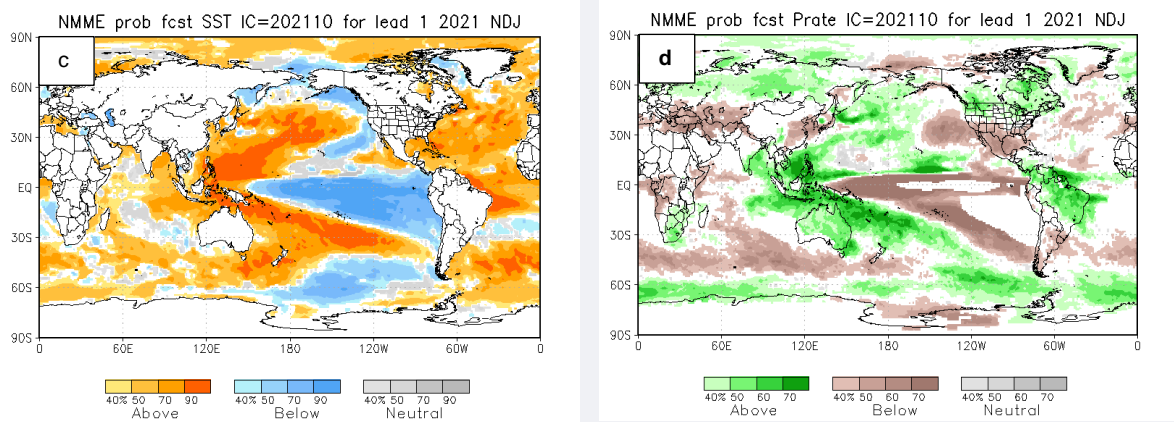 NMME prob fcst SST IC=202110 for lead 1 2021 NDJ
c
90N
60N
30N
EQ
30S
60S
90S
0 60E 120E 180 120W 60W 0
40% 50 70 90 40% 50 70 90 40% 50 70 90
Above Below Neutral
NMME prob fcst Prate IC=202110 for lead 1 2021 NDJ
d
90N
60N
30N
EQ
30S
60S
90S
0 60E 120E 180 120W 60W 0
40% 50 60 70 40% 50 60 70 40% 50 60 70
Above Below Neutral